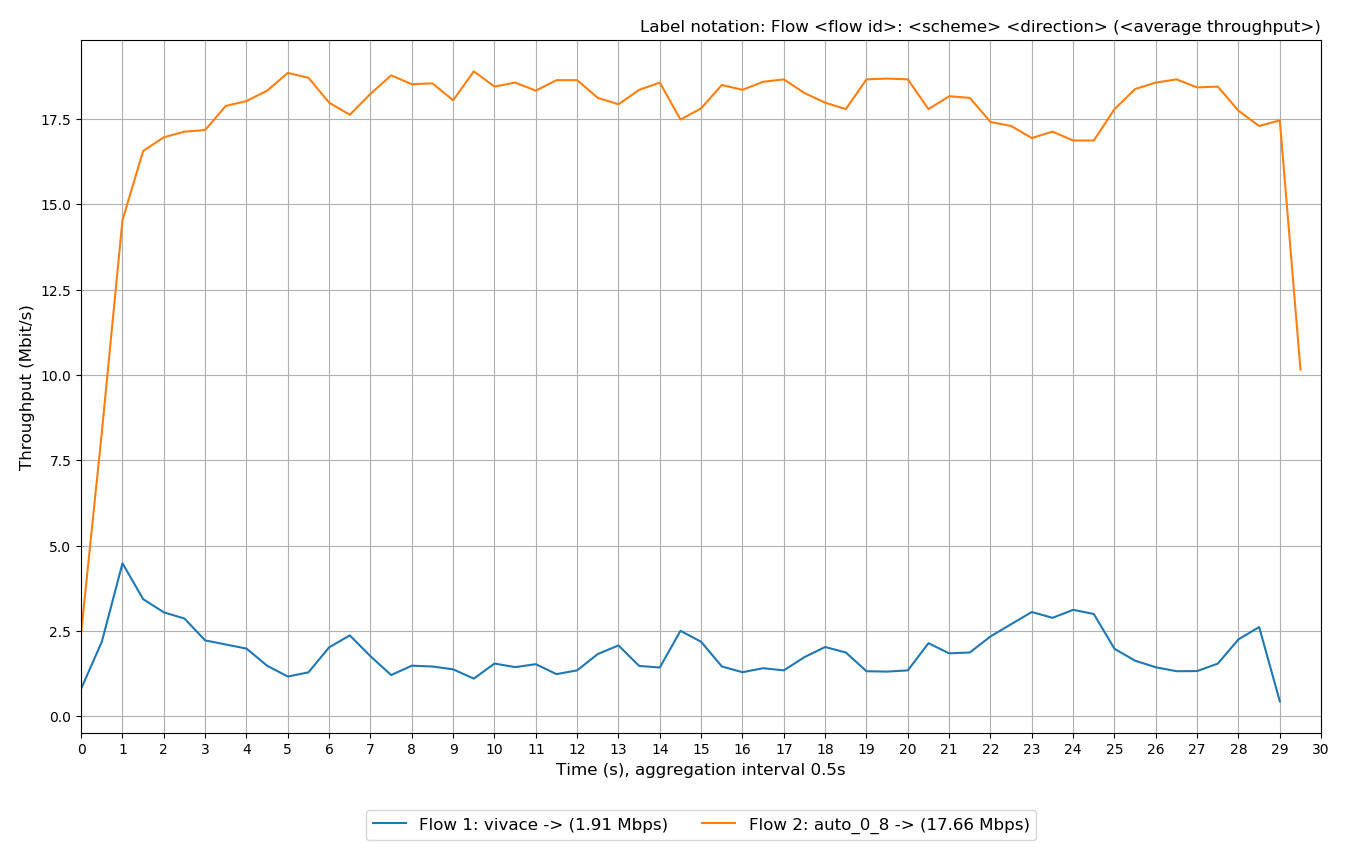 Label notation: Flow <flow id>: <scheme> <direction> (<average throughput>)
Throughput (Mbit/s)
17.5
15.0
12.5
10.0
7.5
5.0
2.5
0.0
0 1 2 3 4 5 6 7 8 9 10 11 12 13 14 15 16 17 18 19 20 21 22 23 24 25 26 27 28 29 30
Time (s), aggregation interval 0.5s
Flow 1: vivace -> (1.91 Mbps) Flow 2: auto_0_8 -> (17.66 Mbps)